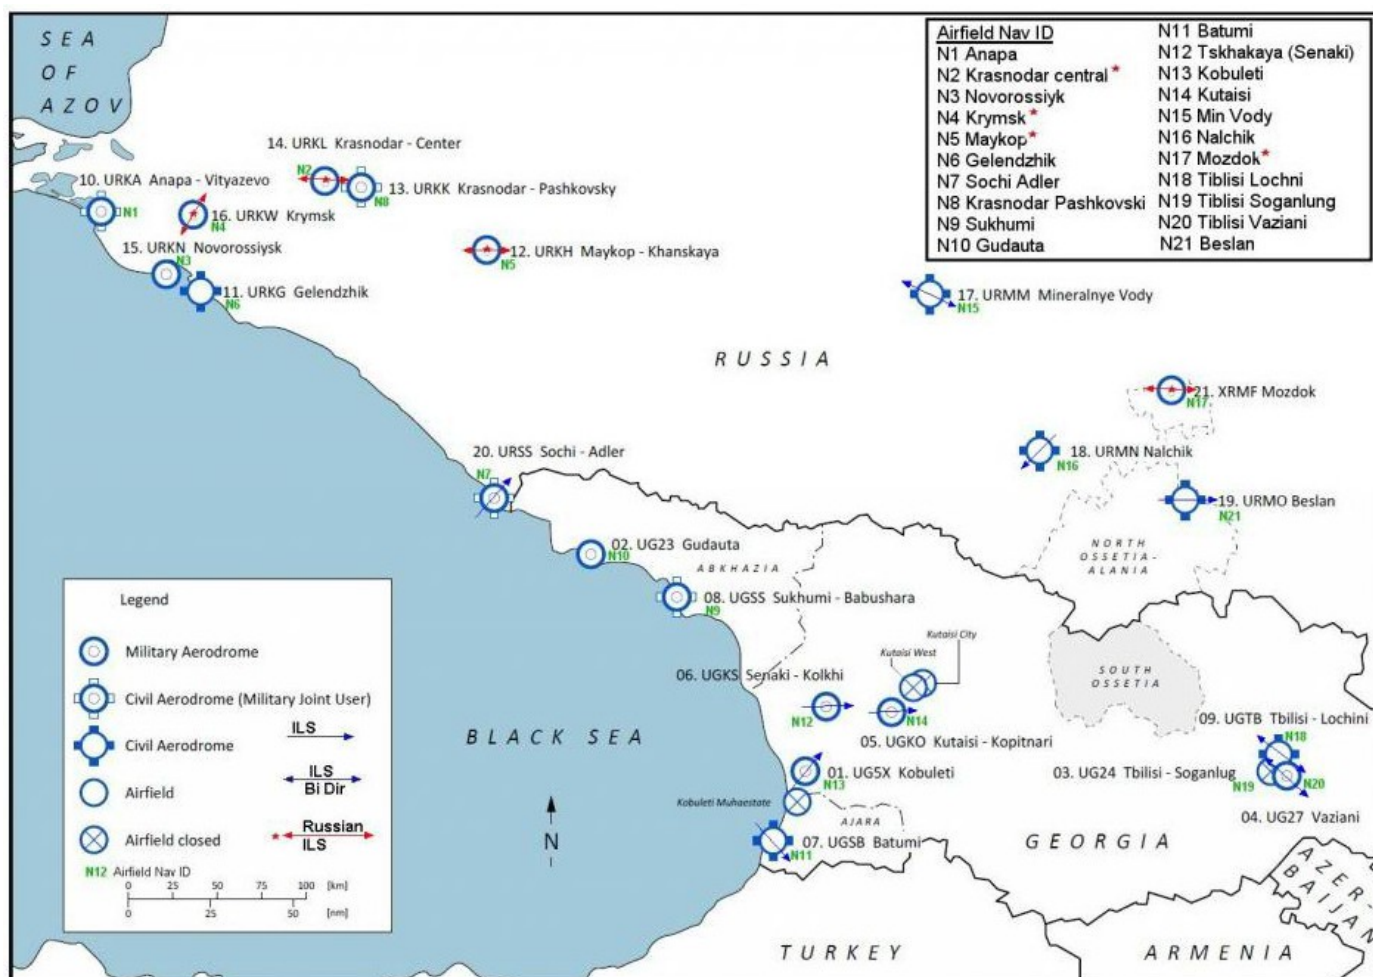 SEA
OF
AZOV
Airfield Nav ID
N1 Anapa
N2 Krasnodar central *
N3 Novorossiyk
N4 Krymsk *
N5 Maykop *
N6 Gelendzhik
N7 Sochi Adler
N8 Krasnodar Pashkovski
N9 Sukhumi
N10 Gudauta
N11 Batumi
N12 Tskhakaya (Senaki)
N13 Kobuleti
N14 Kutaisi
N15 Min Vody
N16 Nalchik
N17 Mozdok *
N18 Tiblisi Lochni
N19 Tiblisi Soganlung
N20 Tiblisi Vaziani
N21 Beslan
14. URKL Krasnodar - Center
N2
13. URKK Krasnodar - Pashkovsky
N8
10. URKA Anapa - Vityazevo
N1
16. URKW Krymsk
N4
15. URKN Novorossiysk
N3
12. URKH Maykop - Khanskaya
N5
11. URKG Gelendzhik
N6
17. URMM Mineralnye Vody
N15
RUSSIA
21. XRMF Mozdok
N17
20. URSS Sochi - Adler
N7
18. URMN Nalchik
N16
19. URMO Beslan
N21
02. UG23 Gudauta
N10
ABKHAZIA
NORTH
OSSETIA-
ALANIA
08. UGSS Sukhumi - Babushara
N9
Kutaisi City
Kutaisi West
06. UGKS Senaki - Kolkhi
N12
N14
05. UGKO Kutaisi - Kopitnari
SOUTH
OSSETIA
09. UGTB Tbilisi - Lochini
N18
03. UG24 Tbilisi - Soganlug
N19
N20
04. UG27 Vaziani
BLACK SEA
01. UG5X Kobuleti
N13
Kobuleti Muhaestate
AJARA
07. UGSB Batumi
N11
GEORGIA
AZER-
BAIJAN
TURKEY
ARMENIA
N
Legend
Military Aerodrome
Civil Aerodrome (Military Joint User)
ILS
Civil Aerodrome
ILS
Bi Dir
Airfield
Airfield closed
* Russian
ILS
N12 Airfield Nav ID
0 25 50 75 100 [km]
0 25 50 [nm]